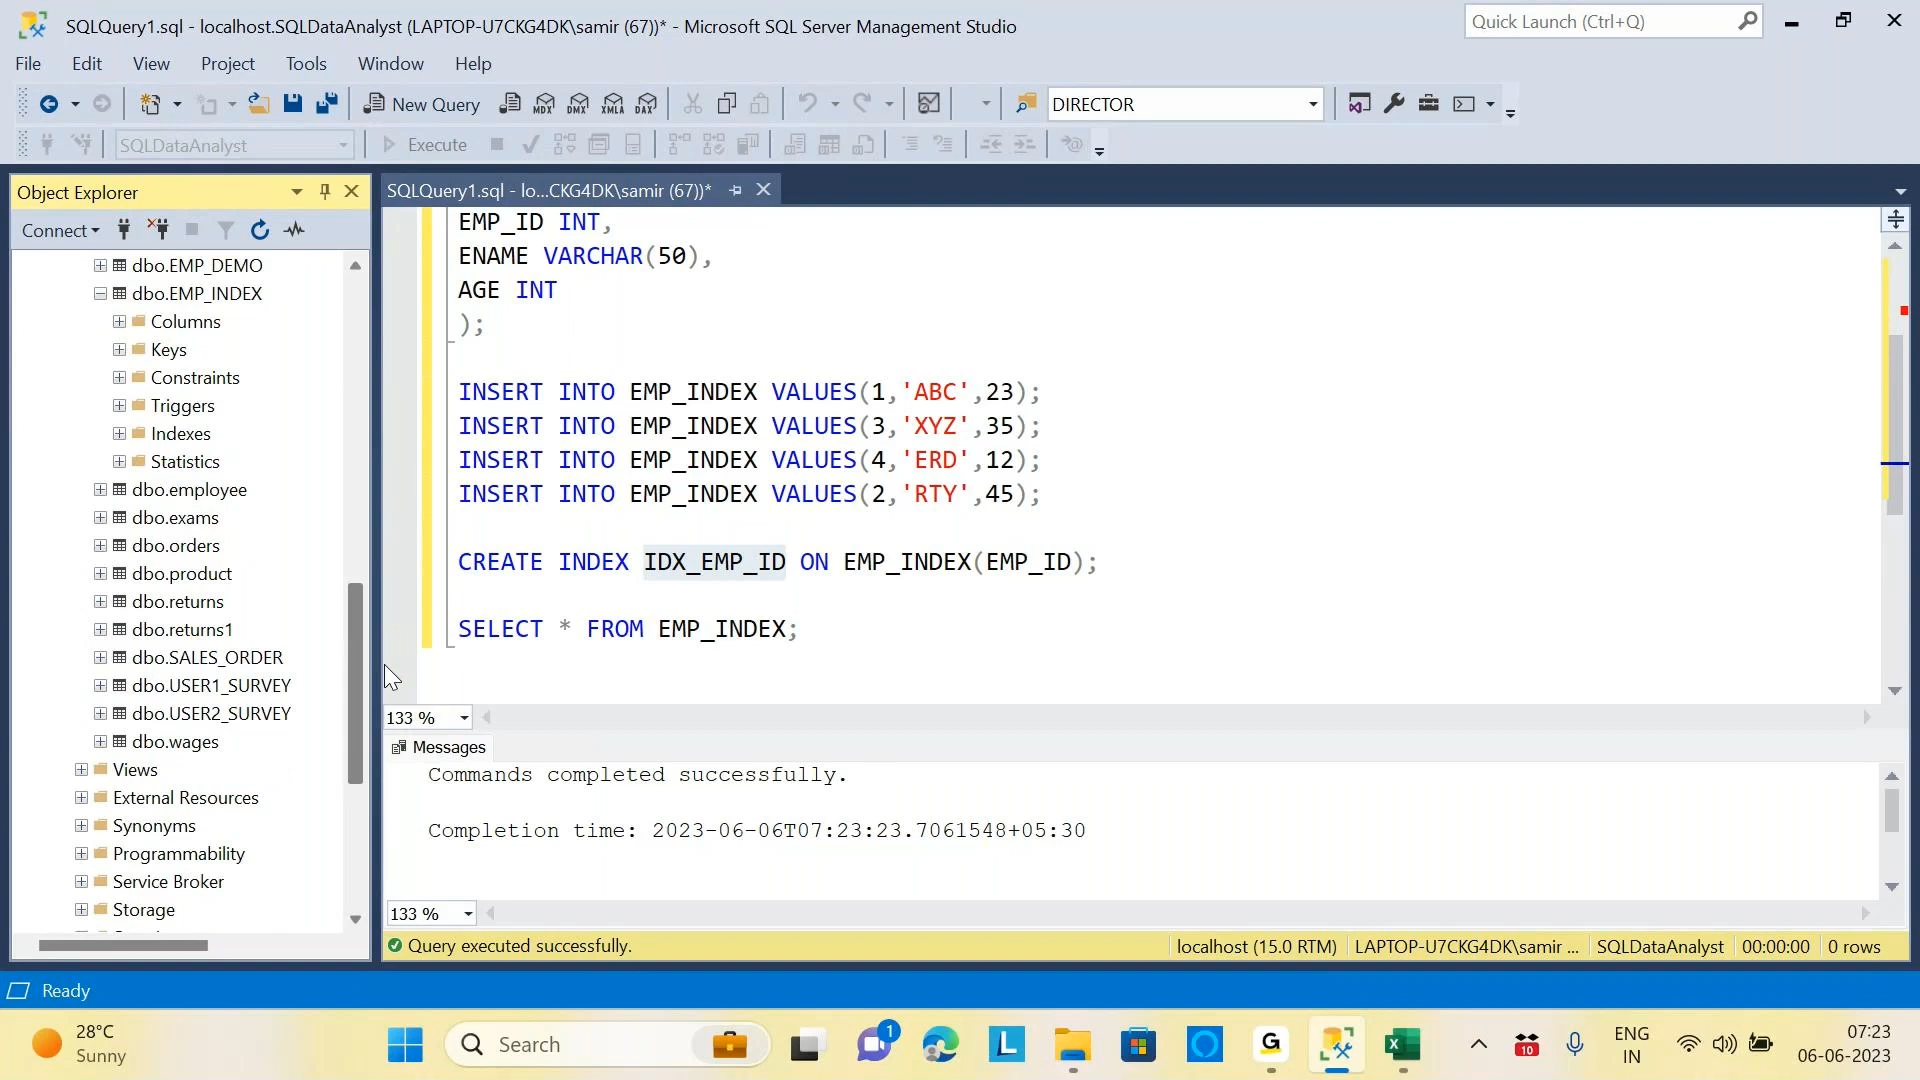 SQLQuery1.sql - localhost.SQLDataAnalyst (LAPTOP-U7CKG4DK\samir (67))* - Microsoft SQL Server Management Studio
Quick Launch (Ctrl+Q)
File Edit View Project Tools Window Help
New Query MDX DMX XMLA DAX DIRECTOR
SQLDataAnalyst Execute
Object Explorer
Connect
dbo.EMP_DEMO
dbo.EMP_INDEX
Columns
Keys
Constraints
Triggers
Indexes
Statistics
dbo.employee
dbo.exams
dbo.orders
dbo.product
dbo.returns
dbo.returns1
dbo.SALES_ORDER
dbo.USER1_SURVEY
dbo.USER2_SURVEY
dbo.wages
Views
External Resources
Synonyms
Programmability
Service Broker
Storage
SQLQuery1.sql - lo...CKG4DK\samir (67))*
EMP_ID INT,
ENAME VARCHAR(50),
AGE INT
);
INSERT INTO EMP_INDEX VALUES(1,'ABC',23);
INSERT INTO EMP_INDEX VALUES(3,'XYZ',35);
INSERT INTO EMP_INDEX VALUES(4,'ERD',12);
INSERT INTO EMP_INDEX VALUES(2,'RTY',45);
CREATE INDEX IDX_EMP_ID ON EMP_INDEX(EMP_ID);
SELECT * FROM EMP_INDEX;
133 %
Messages
Commands completed successfully.
Completion time: 2023-06-06T07:23:23.7061548+05:30
133 %
Query executed successfully. localhost (15.0 RTM) LAPTOP-U7CKG4DK\samir ... SQLDataAnalyst 00:00:00 0 rows
Ready
28°C
Sunny
Search
1
L
G
10
ENG
IN
07:23
06-06-2023